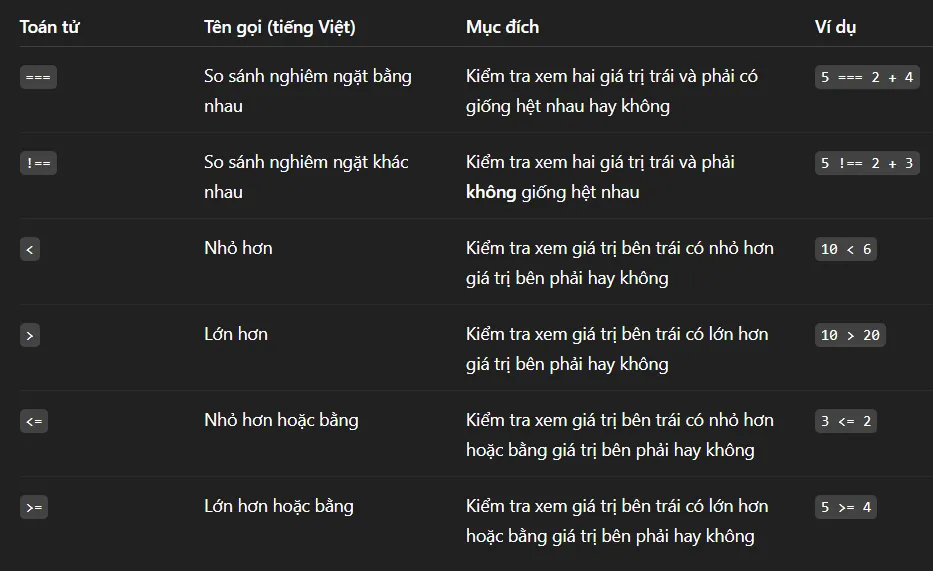 Toán tử Tên gọi (tiếng Việt) Mục đích Ví dụ
=== So sánh nghiêm ngặt bằng nhau Kiểm tra xem hai giá trị trái và phải có giống hệt nhau hay không 5 === 2 + 4
!== So sánh nghiêm ngặt khác nhau Kiểm tra xem hai giá trị trái và phải không giống hệt nhau 5 !== 2 + 3
< Nhỏ hơn Kiểm tra xem giá trị bên trái có nhỏ hơn giá trị bên phải hay không 10 < 6
> Lớn hơn Kiểm tra xem giá trị bên trái có lớn hơn giá trị bên phải hay không 10 > 20
<= Nhỏ hơn hoặc bằng Kiểm tra xem giá trị bên trái có nhỏ hơn hoặc bằng giá trị bên phải hay không 3 <= 2
>= Lớn hơn hoặc bằng Kiểm tra xem giá trị bên trái có lớn hơn hoặc bằng giá trị bên phải hay không 5 >= 4